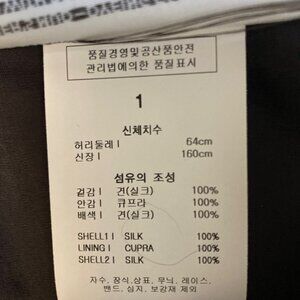 품질경영및공산품안전
관리법에의한 품질표시
1
신체치수
허리둘레 I 64cm
신장 I 160cm
섬유의 조성
겉감 I 견(실크) 100%
안감 I 큐프라 100%
배색 I 견(실크) 100%
SHELL1 I SILK 100%
LINING I CUPRA 100%
SHELL2 I SILK 100%
자수, 장식,상표, 무늬, 레이스,
밴드, 심지, 보강재 제외